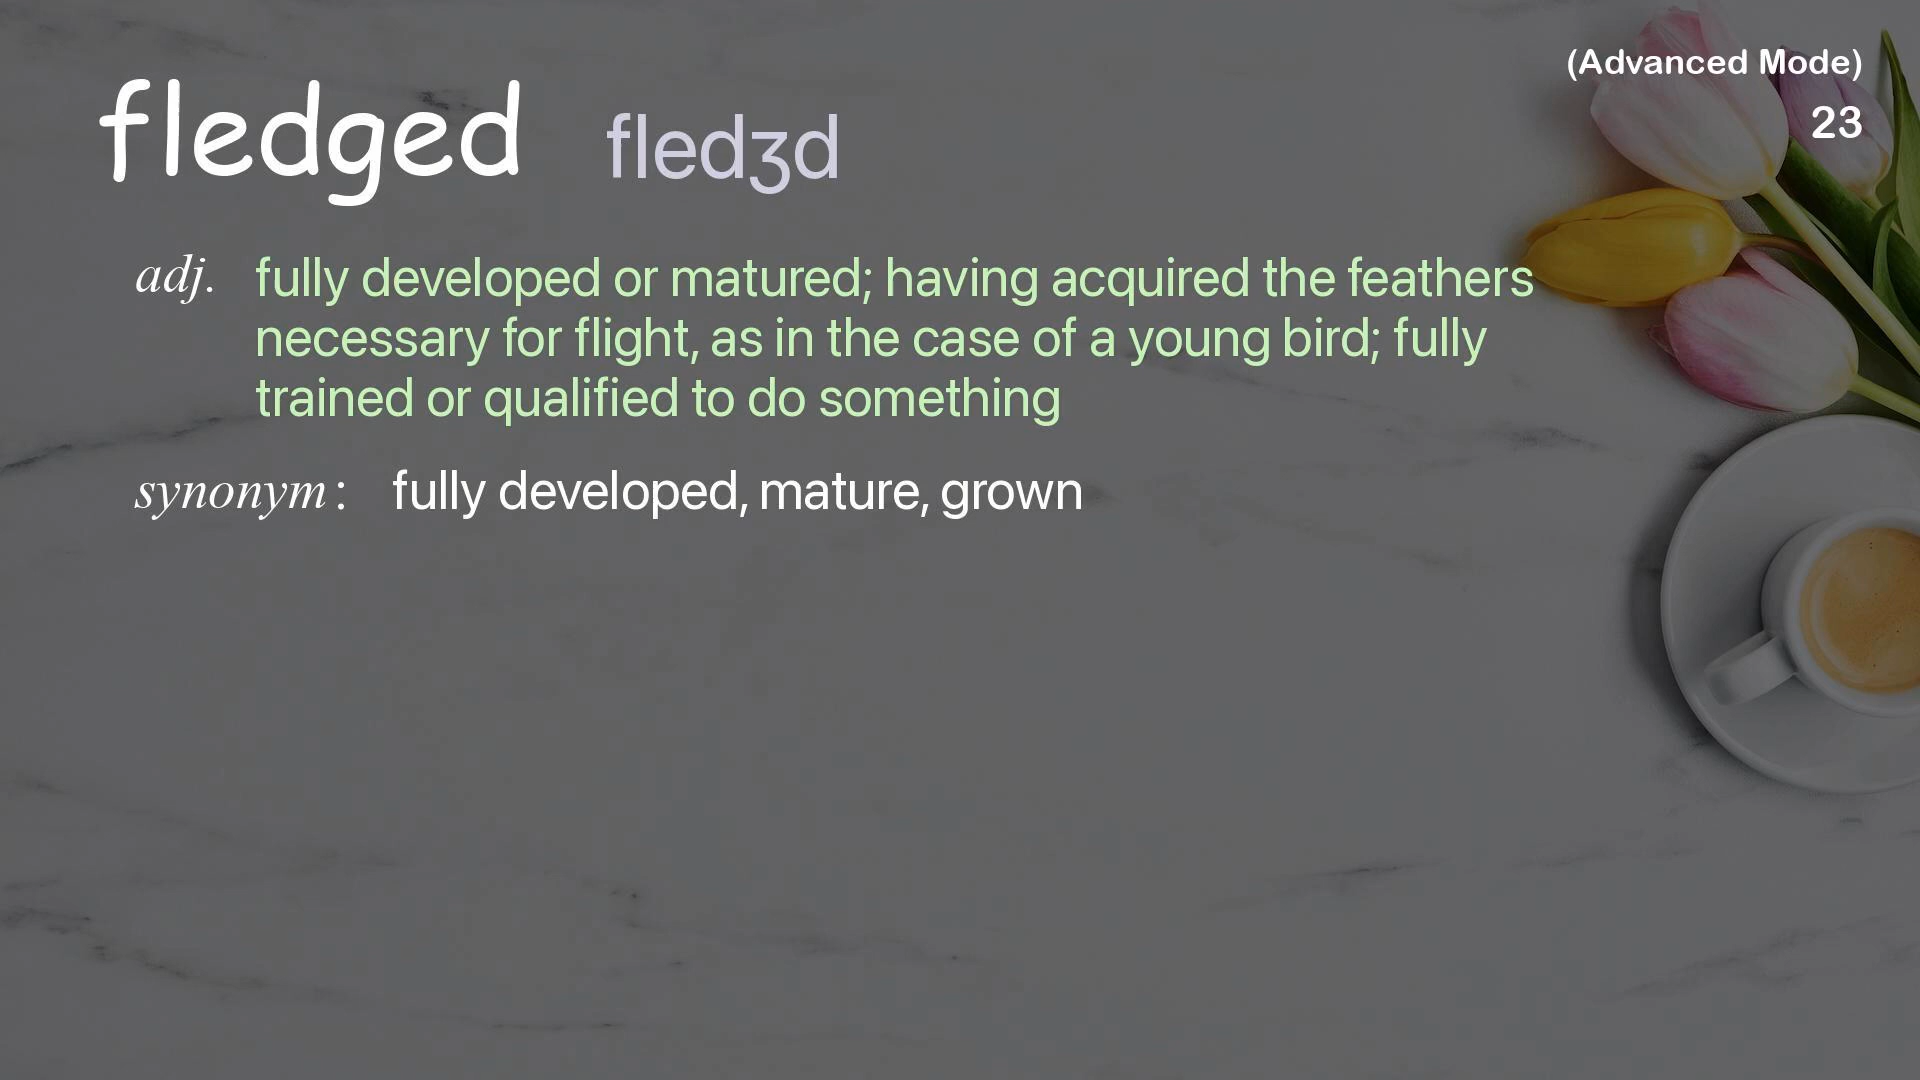 (Advanced Mode)
23
fledged fledʒd
adj. fully developed or matured; having acquired the feathers
necessary for flight, as in the case of a young bird; fully
trained or qualified to do something
synonym: fully developed, mature, grown